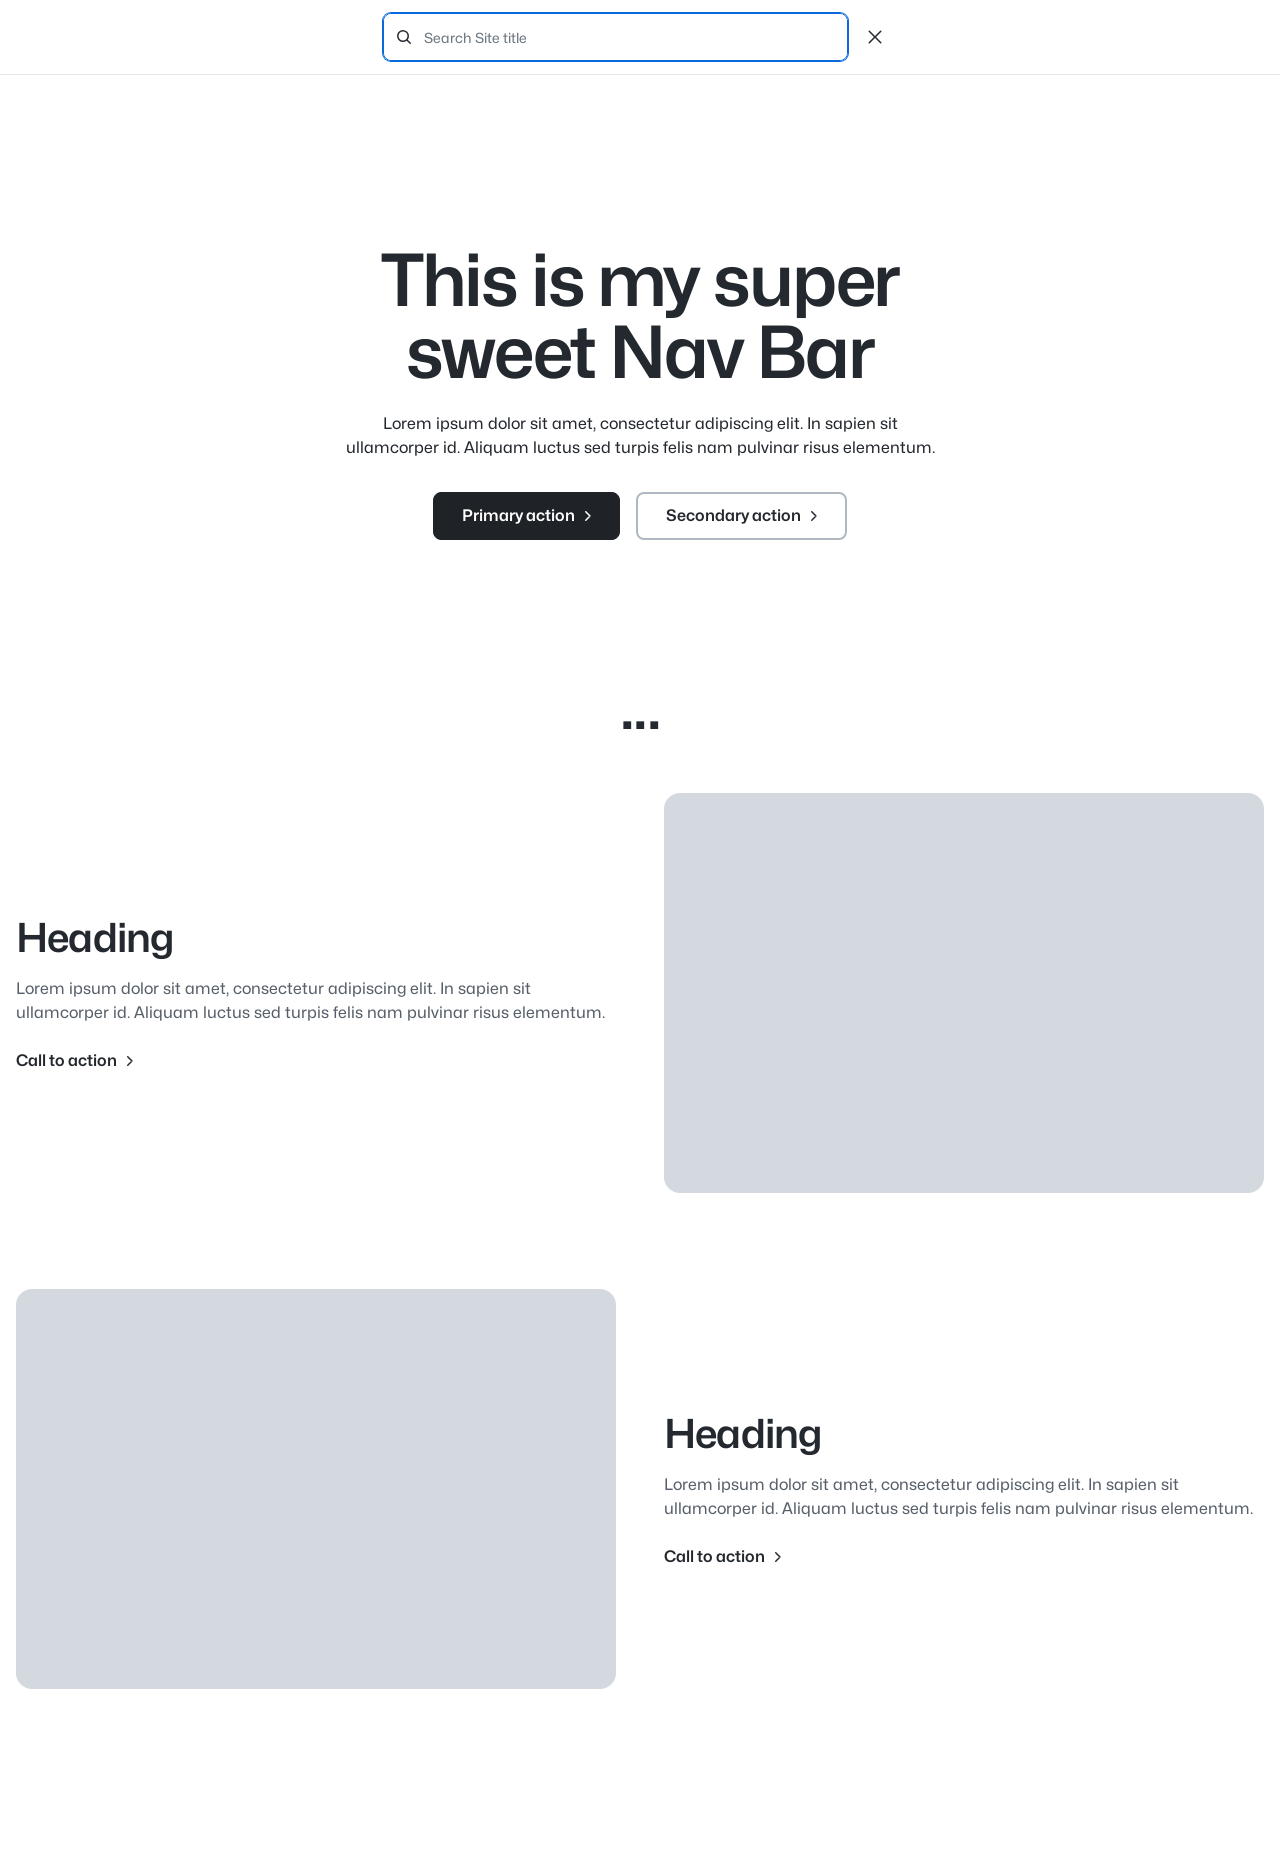 Search Site title
This is my super
sweet Nav Bar
Lorem ipsum dolor sit amet, consectetur adipiscing elit. In sapien sit
ullamcorper id. Aliquam luctus sed turpis felis nam pulvinar risus elementum.
Primary action
Secondary action
...
Heading
Lorem ipsum dolor sit amet, consectetur adipiscing elit. In sapien sit
ullamcorper id. Aliquam luctus sed turpis felis nam pulvinar risus elementum.
Call to action
Heading
Lorem ipsum dolor sit amet, consectetur adipiscing elit. In sapien sit
ullamcorper id. Aliquam luctus sed turpis felis nam pulvinar risus elementum.
Call to action